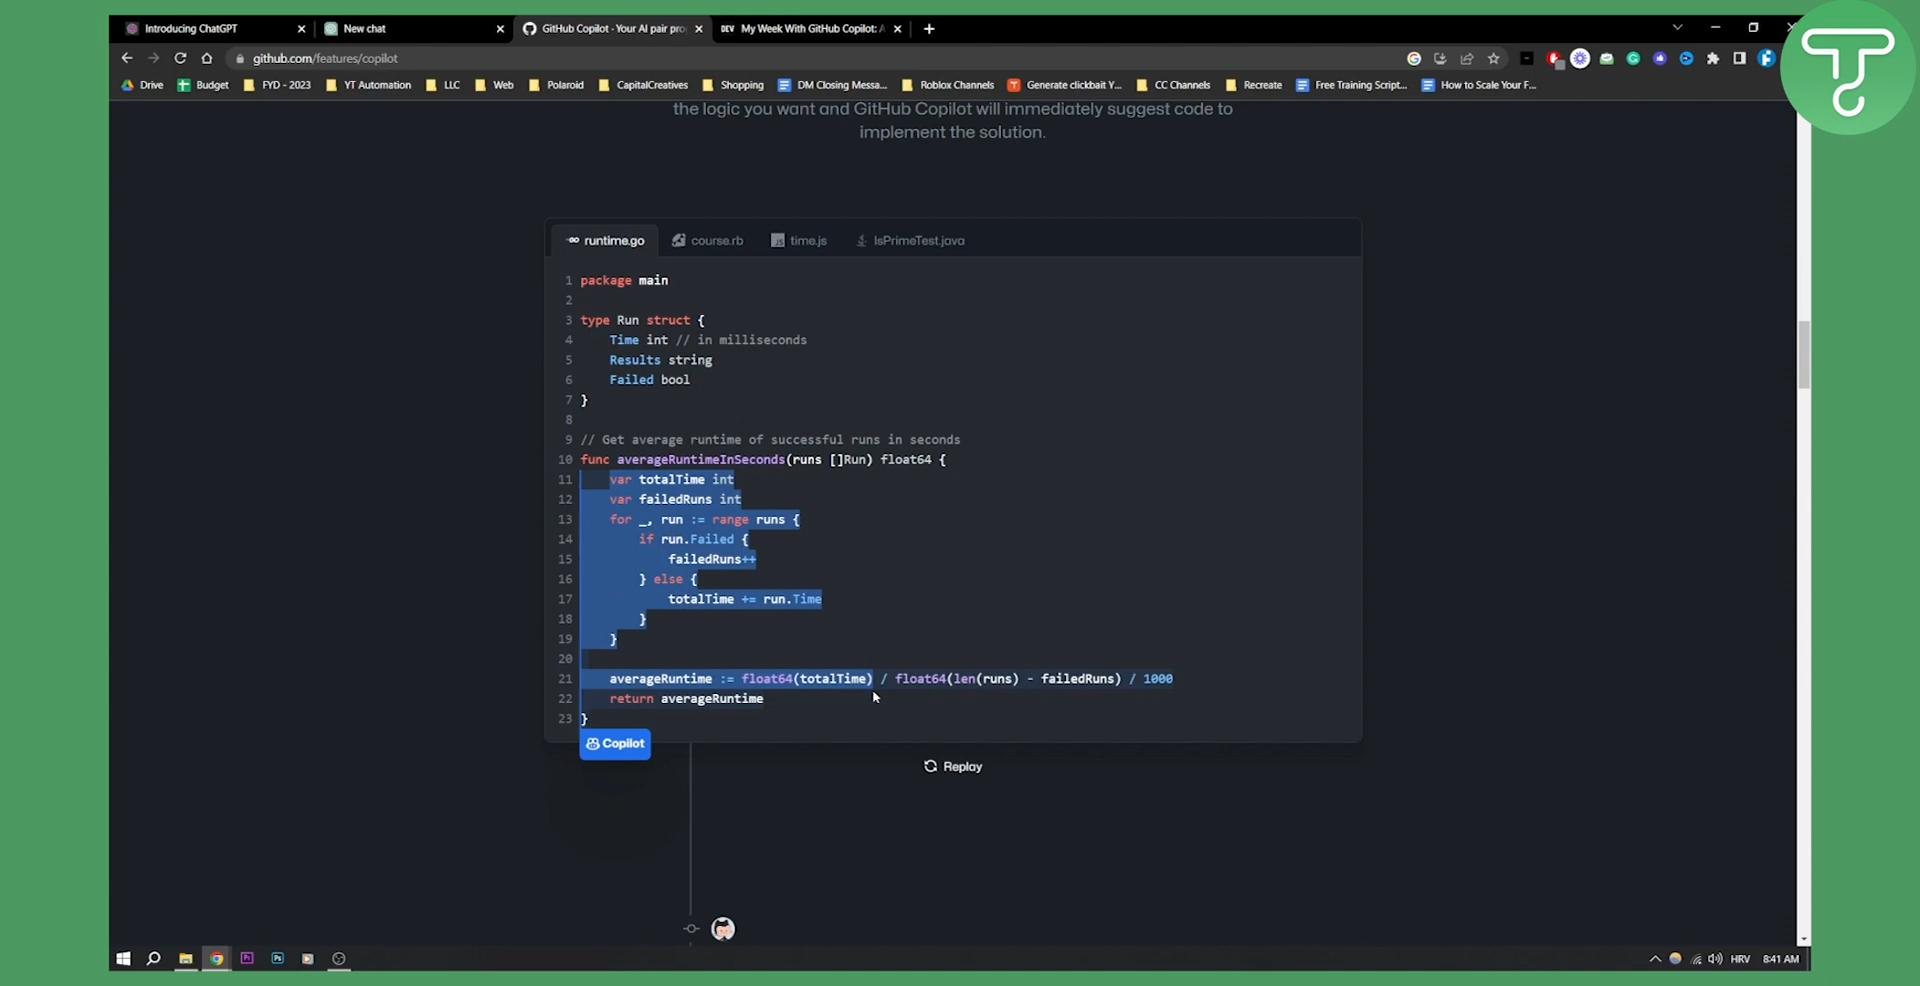 Introducing ChatGPT
New chat
GitHub Copilot - Your AI pair pro
DEV My Week With GitHub Copilot: A
github.com/features/copilot
Drive
Budget
FYD - 2023
YT Automation
LLC
Web
Polaroid
CapitalCreatives
Shopping
DM Closing Messa...
Roblox Channels
Generate clickbait Y...
CC Channels
Recreate
Free Training Script...
How to Scale Your F...
the logic you want and GitHub Copilot will immediately suggest code to
implement the solution.
runtime.go
course.rb
JS time.js
IsPrimeTest.java
1 package main
2
3 type Run struct {
4 Time int // in milliseconds
5 Results string
6 Failed bool
7 }
8
9 // Get average runtime of successful runs in seconds
10 func averageRuntimeInSeconds(runs []Run) float64 {
11 var totalTime int
12 var failedRuns int
13 for _, run := range runs {
14 if run.Failed {
15 failedRuns++
16 } else {
17 totalTime += run.Time
18 }
19 }
20
21 averageRuntime := float64(totalTime) / float64(len(runs) - failedRuns) / 1000
22 return averageRuntime
23 }
Copilot
Replay
Pr
Ps
HRV
8:41 AM